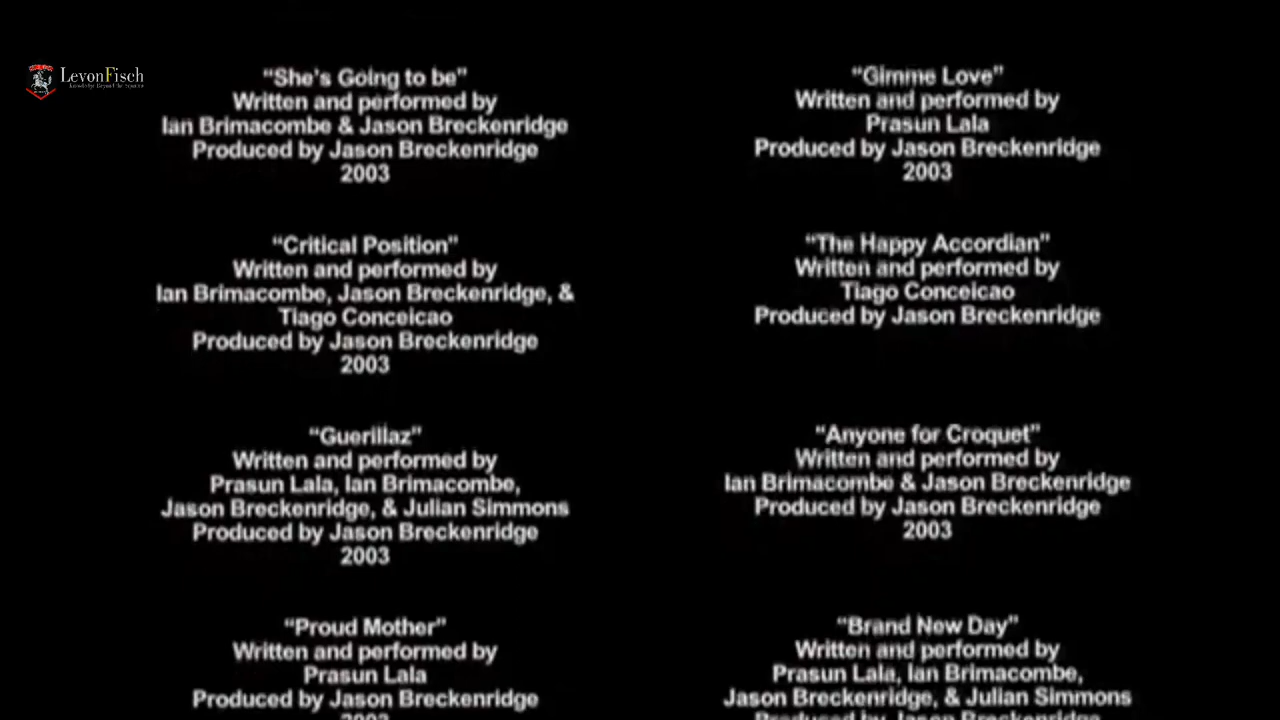 LevonFisch
“She’s Going to be”
Written and performed by
Ian Brimacombe & Jason Breckenridge
Produced by Jason Breckenridge
2003
“Critical Position”
Written and performed by
Ian Brimacombe, Jason Breckenridge, &
Tiago Conceicao
Produced by Jason Breckenridge
2003
“Guerillaz”
Written and performed by
Prasun Lala, Ian Brimacombe,
Jason Breckenridge, & Julian Simmons
Produced by Jason Breckenridge
2003
“Proud Mother”
Written and performed by
Prasun Lala
Produced by Jason Breckenridge
2003
“Gimme Love”
Written and performed by
Prasun Lala
Produced by Jason Breckenridge
2003
“The Happy Accordian”
Written and performed by
Tiago Conceicao
Produced by Jason Breckenridge
“Anyone for Croquet”
Written and performed by
Ian Brimacombe & Jason Breckenridge
Produced by Jason Breckenridge
2003
“Brand New Day”
Written and performed by
Prasun Lala, Ian Brimacombe,
Jason Breckenridge, & Julian Simmons
Produced by Jason Breckenridge